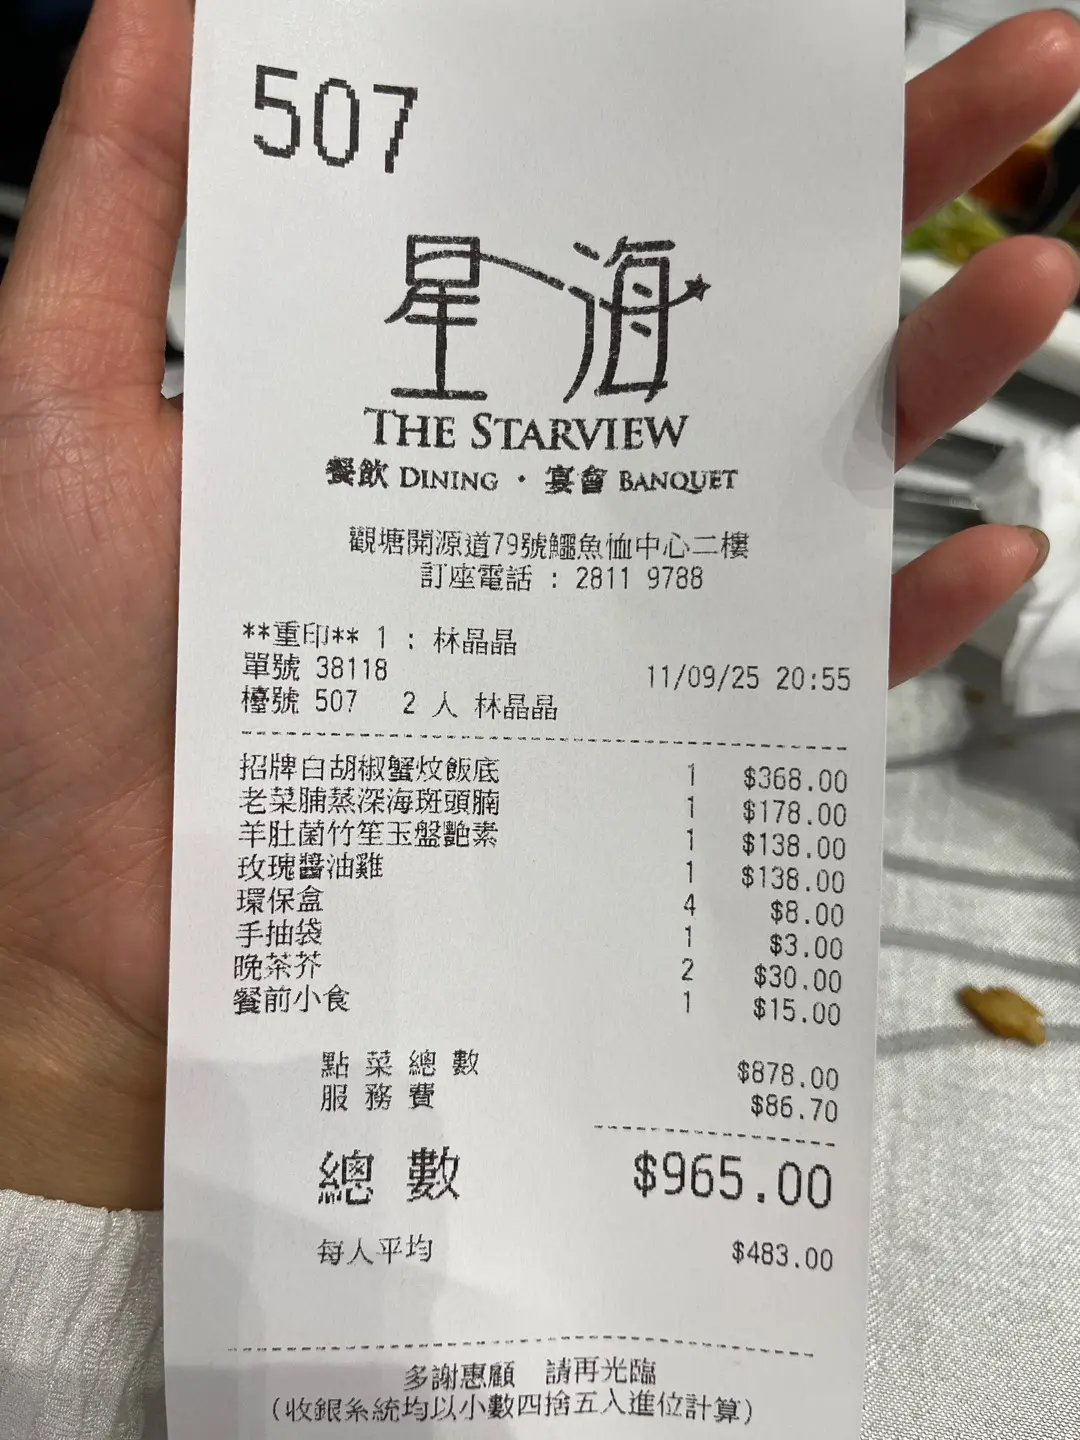 507
星海
THE STARVIEW
餐飲 DINING · 宴會 BANQUET
觀塘開源道79號鱷魚恤中心二樓
訂座電話 : 2811 9788
**重印** 1 : 林晶晶
單號 38118 11/09/25 20:55
檯號 507 2 人 林晶晶
招牌白胡椒蟹炆飯底 1 $368.00
老菜脯蒸深海斑頭腩 1 $178.00
羊肚菌竹笙玉盤艷素 1 $138.00
玫瑰醬油雞 1 $138.00
環保盒 4 $8.00
手抽袋 1 $3.00
晚茶芥 2 $30.00
餐前小食 1 $15.00
點菜總數 $878.00
服務費 $86.70
總數 $965.00
每人平均 $483.00
多謝惠顧 請再光臨
(收銀系統均以小數四捨五入進位計算)